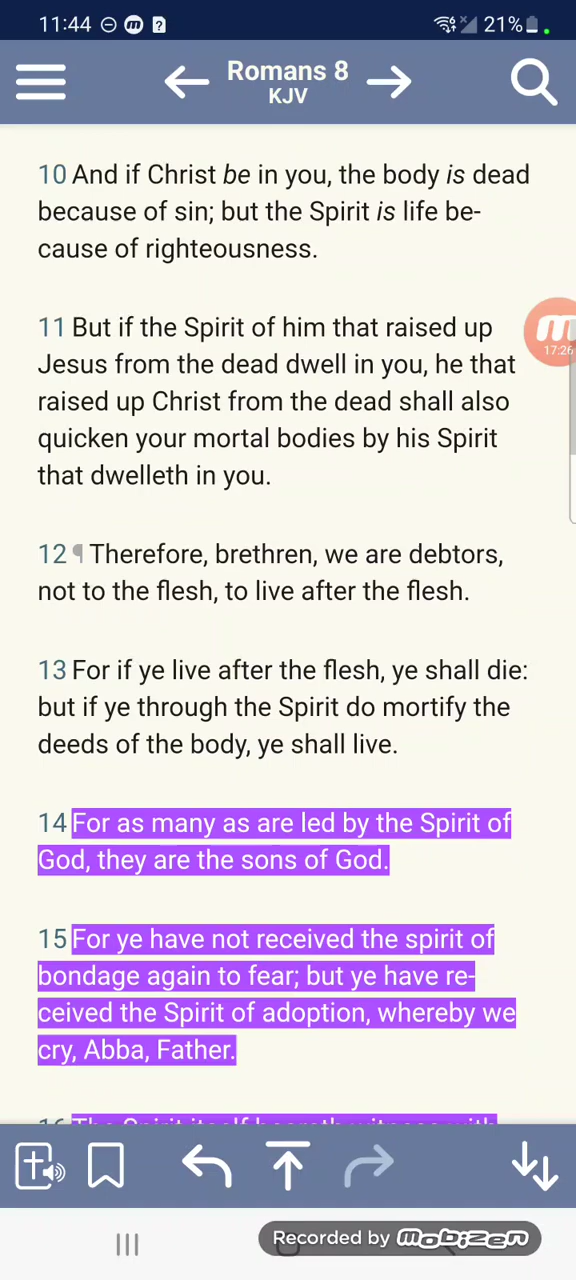 11:44 21%
Romans 8
KJV
10 And if Christ be in you, the body is dead
because of sin; but the Spirit is life be-
cause of righteousness.
11 But if the Spirit of him that raised up
Jesus from the dead dwell in you, he that
raised up Christ from the dead shall also
quicken your mortal bodies by his Spirit
that dwelleth in you.
17:26
12 ¶ Therefore, brethren, we are debtors,
not to the flesh, to live after the flesh.
13 For if ye live after the flesh, ye shall die:
but if ye through the Spirit do mortify the
deeds of the body, ye shall live.
14 For as many as are led by the Spirit of
God, they are the sons of God.
15 For ye have not received the spirit of
bondage again to fear; but ye have re-
ceived the Spirit of adoption, whereby we
cry, Abba, Father.
16 The Spirit itself beareth witness with
Recorded by Mobizen